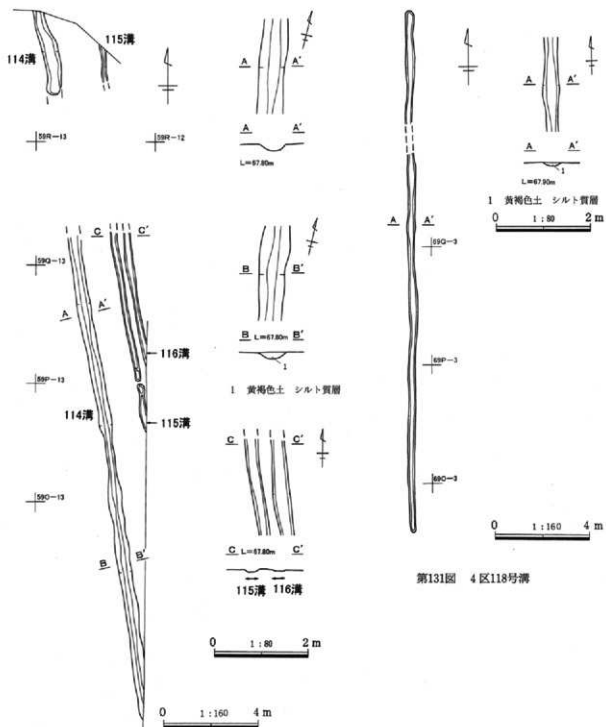 114溝
115溝
59R-13
59R-12
A A'
A A'
L=67.80m
C C'
59Q-13
A A'
59P-13
116溝
114溝
115溝
59O-13
B B'
0 1:160 4 m
B B'
B L=67.80m B'
1
1 黄褐色土 シルト質層
C C'
C L=67.80m C'
115溝 116溝
0 1:80 2 m
A A'
69Q-3
69P-3
69O-3
A A'
A A'
L=67.90m
1
1 黄褐色土 シルト質層
0 1:80 2 m
0 1:160 4 m
第131図 4区118号溝